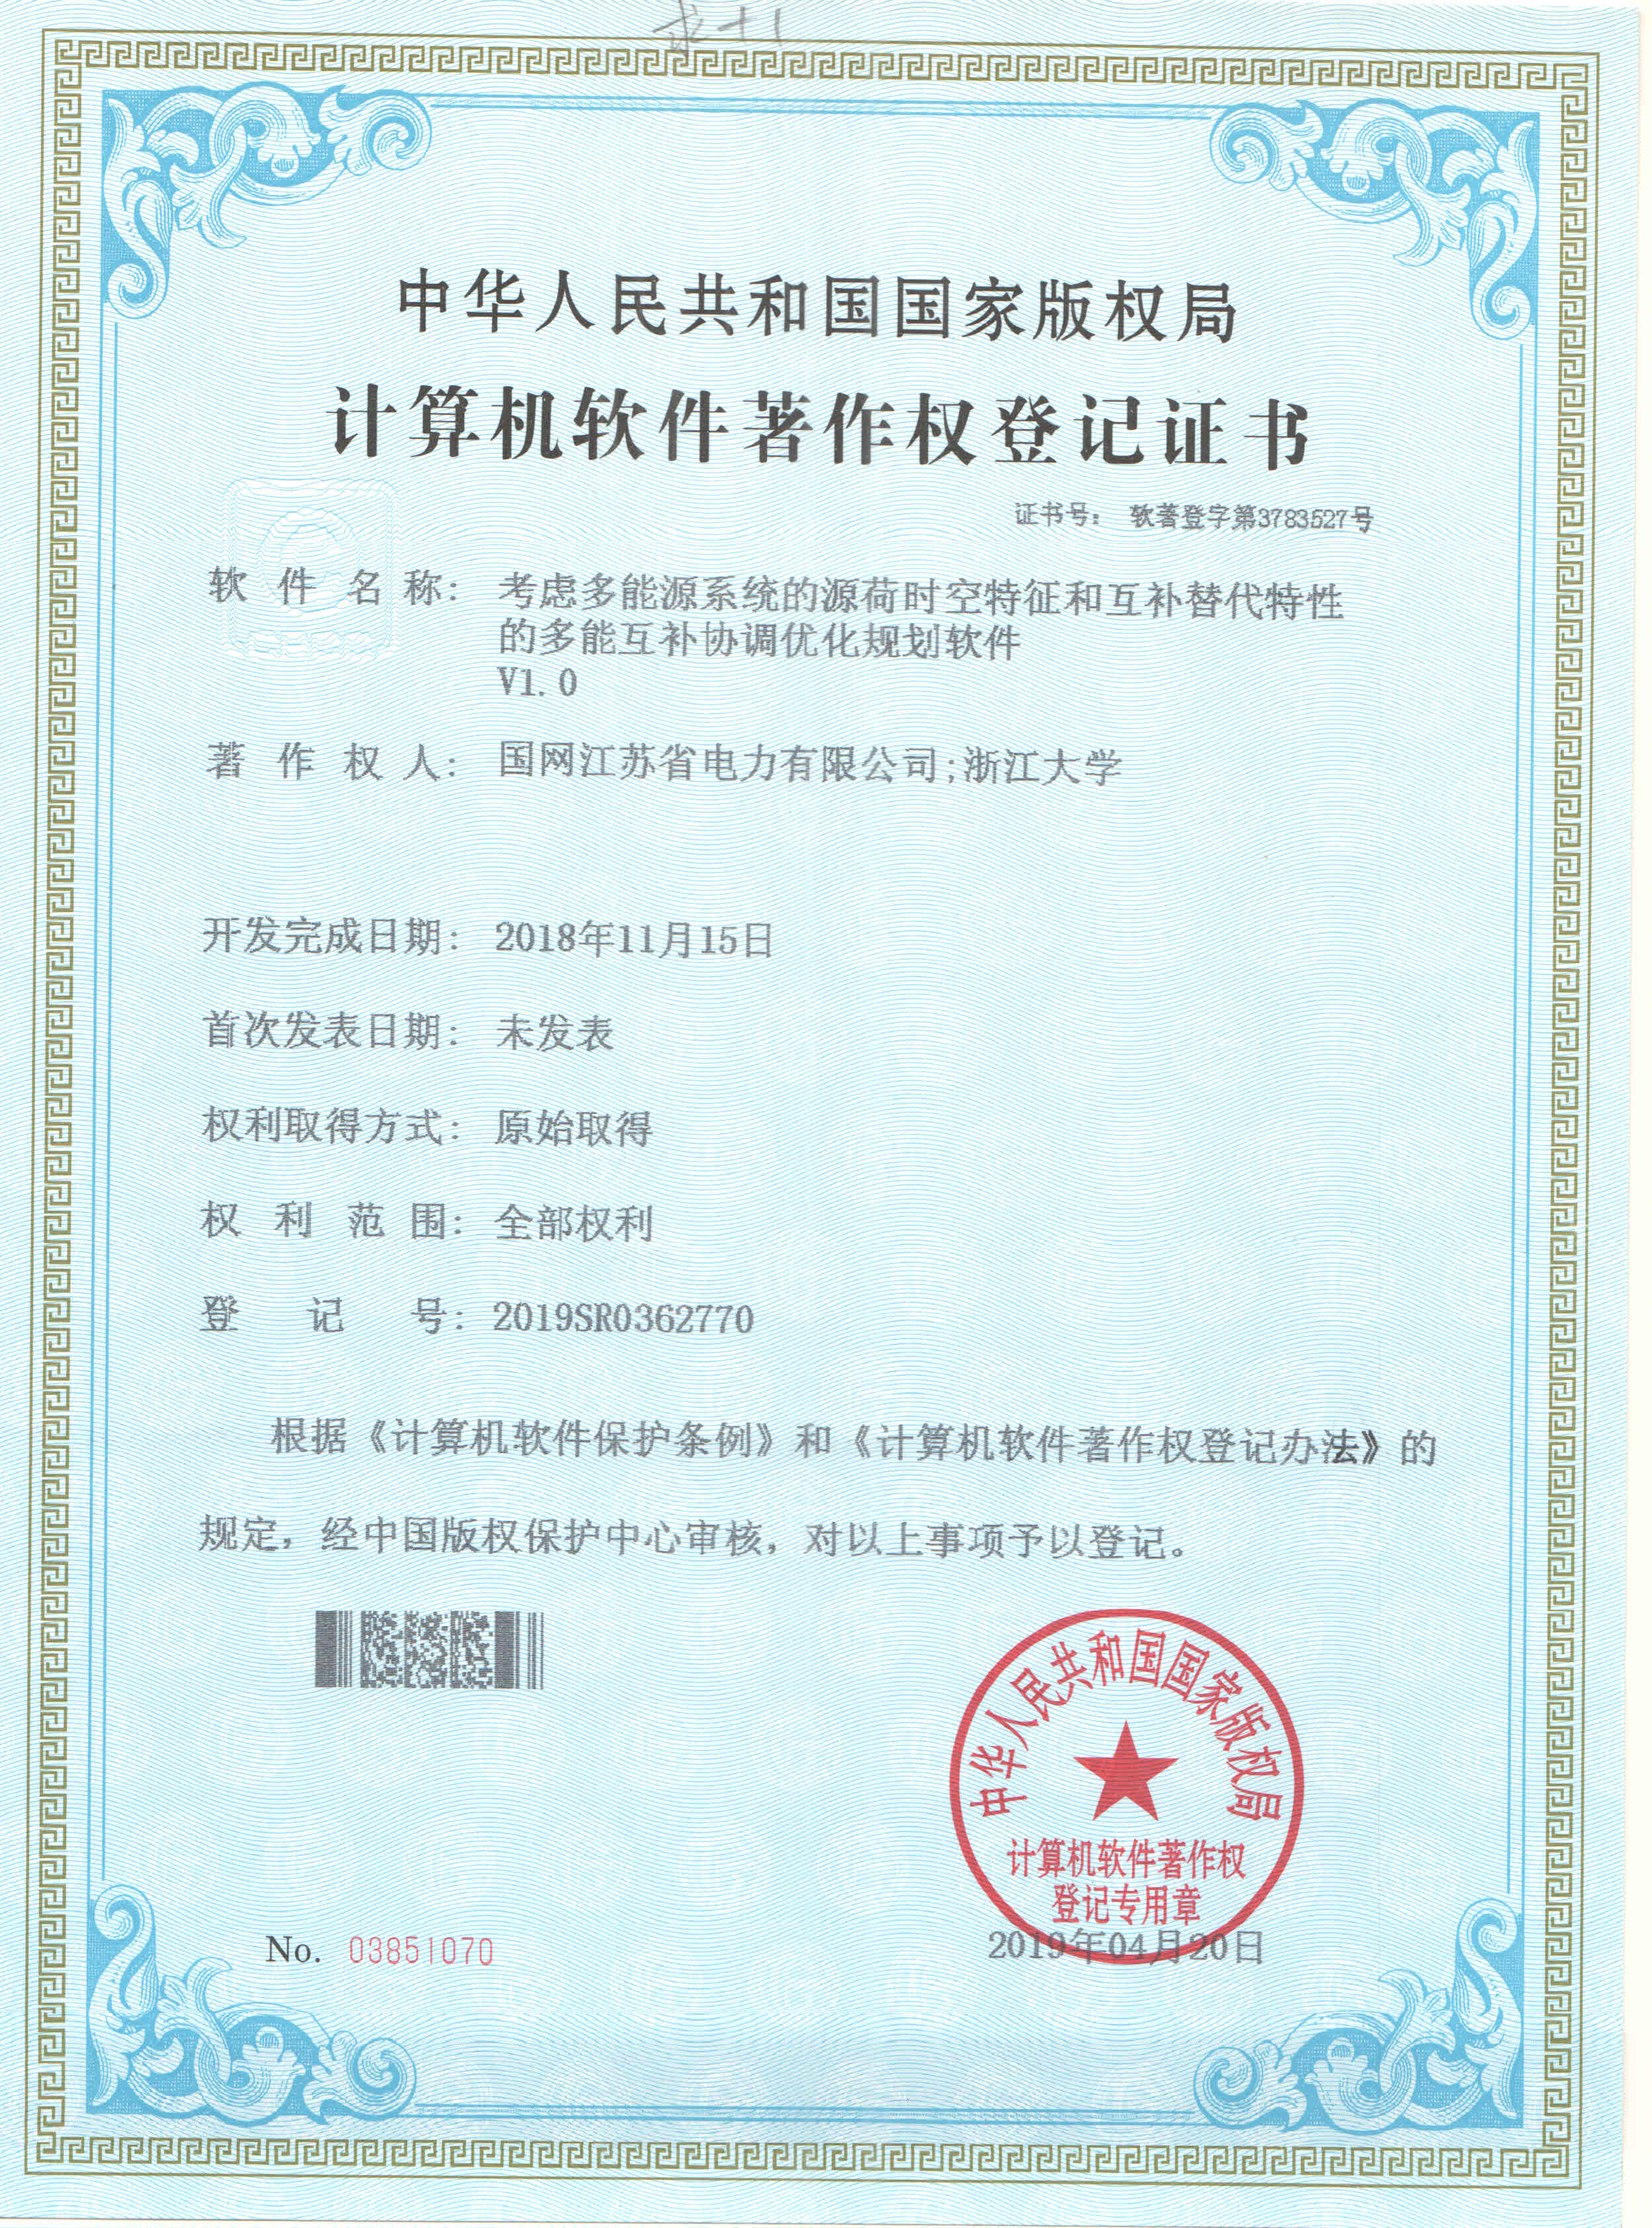 中华人民共和国国家版权局
计算机软件著作权登记证书
证书号： 软著登字第3783527号
软件名称： 考虑多能源系统的源荷时空特征和互补替代特性
的多能互补协调优化规划软件
V1.0
著作权人： 国网江苏省电力有限公司;浙江大学
开发完成日期： 2018年11月15日
首次发表日期： 未发表
权利取得方式： 原始取得
权利范围： 全部权利
登记号： 2019SR0362770
根据《计算机软件保护条例》和《计算机软件著作权登记办法》的
规定，经中国版权保护中心审核，对以上事项予以登记。
中华人民共和国国家版权局
计算机软件著作权
登记专用章
No. 03851070
2019年04月20日